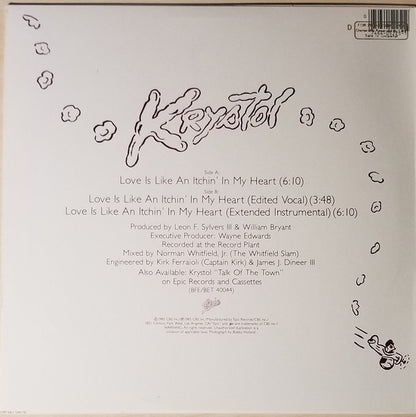 D
Krystol
Side A:
Love Is Like An Itchin' In My Heart (6:10)
Side B:
Love Is Like An Itchin' In My Heart (Edited Vocal) (3:48)
Love Is Like An Itchin' In My Heart (Extended Instrumental) (6:10)
Produced by Leon F. Sylvers III & William Bryant
Executive Producer: Wayne Edwards
Recorded at the Record Plant
Mixed by Norman Whitfield, Jr. (The Whitfield Slam)
Engineered by Kirk Ferraioli (Captain Kirk) & James J. Dineer III
Also Available: Krystol "Talk Of The Town"
on Epic Records and Cassettes
(BFE/BET 40044)
Epic